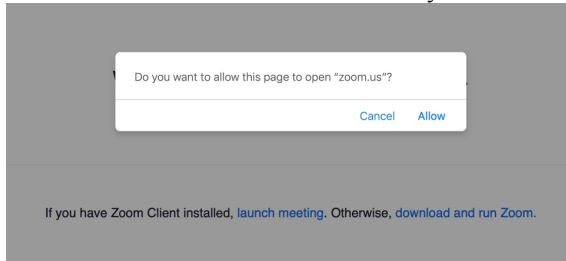 Do you want to allow this page to open “zoom.us”?
Cancel Allow
If you have Zoom Client installed, launch meeting. Otherwise, download and run Zoom.